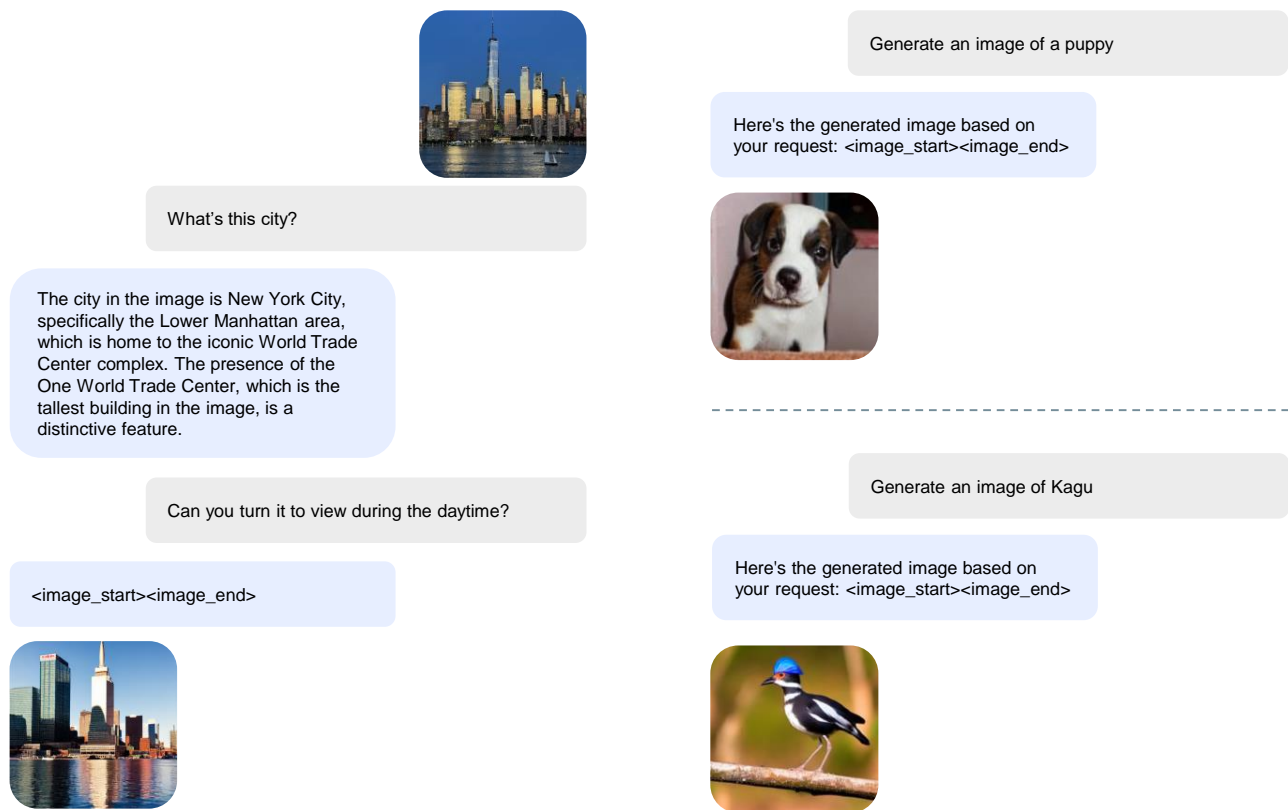 What's this city?
The city in the image is New York City,
specifically the Lower Manhattan area,
which is home to the iconic World Trade
Center complex. The presence of the
One World Trade Center, which is the
tallest building in the image, is a
distinctive feature.
Can you turn it to view during the daytime?
<image_start><image_end>
Generate an image of a puppy
Here's the generated image based on
your request: <image_start><image_end>
Generate an image of Kagu
Here's the generated image based on
your request: <image_start><image_end>